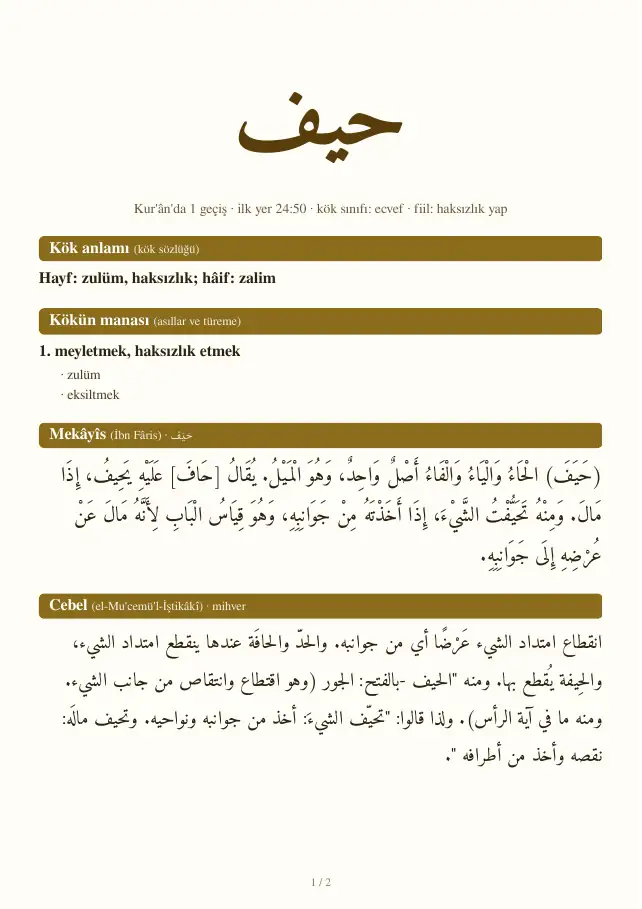 حيف
Kur'ân'da 1 geçiş · ilk yer 24:50 · kök sınıfı: ecvef · fiil: haksızlık yap
Kök anlamı (kök sözlüğü)
Hayf: zulüm, haksızlık; hâif: zalim
Kökün manası (asıllar ve türeme)
1. meyletmek, haksızlık etmek
· zulüm
· eksiltmek
Mekâyîs (İbn Fâris) · حَيَفَ
(حَيَفَ) الْحَاءُ وَالْيَاءُ وَالْفَاءُ أَصْلٌ وَاحِدٌ، وَهُوَ الْمَيْلُ. يُقَالُ [حَافَ] عَلَيْهِ يَحِيفُ، إِذَا
مَالَ. وَمِنْهُ تَحَيَّفْتُ الشَّيْءَ، إِذَا أَخَذْتَهُ مِنْ جَوَانِبِهِ، وَهُوَ قِيَاسُ الْبَابِ لِأَنَّهُ مَالَ عَنْ
عُرْضِهِ إِلَى جَوَانِبِهِ.
Cebel (el-Mu'cemü'l-İştikâkî) · mihver
انقطاع امتداد الشيء عَرْضًا أي من جوانبه. والحدّ والحافَة عندها ينقطع امتداد الشيء،
والحِيفة يُقطع بها. ومنه "الحيف -بالفتح: الجور (وهو اقتطاع وانتقاص من جانب الشيء.
ومنه ما في آية الرأس). ولذا قالوا: "تحيّف الشيءَ: أخذ من جوانبه ونواحيه. وتحيف مالَه:
نقصه وأخذ من أطرافه ".
1 / 2